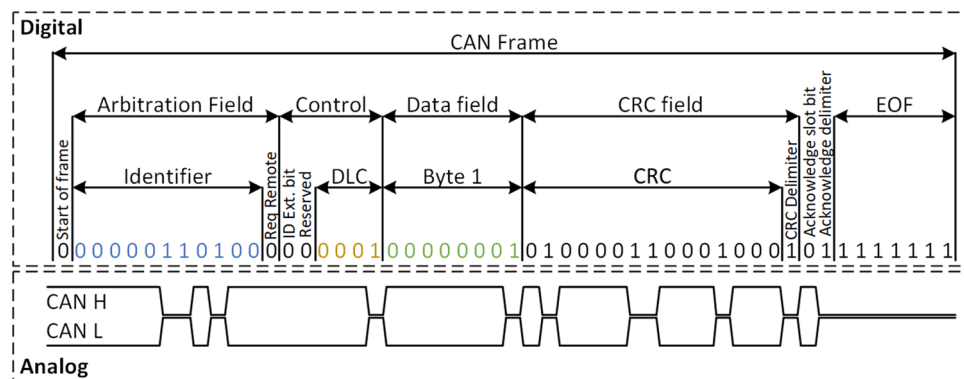 Digital
CAN Frame
Arbitration Field Control Data field CRC field EOF
Start of frame
Identifier
Req Remote
ID Ext. bit
Reserved
DLC
Byte 1
CRC
CRC Delimiter
Acknowledge slot bit
Acknowledge delimiter
0 0 0 0 0 0 1 1 0 1 0 0 0 0 0 0 0 0 1 0 0 0 0 0 0 0 1 0 1 0 0 0 0 1 1 0 0 0 1 0 0 0 1 0 1 1 1 1 1 1 1 1
CAN H
CAN L
Analog